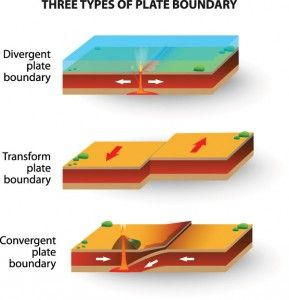 THREE TYPES OF PLATE BOUNDARY
Divergent
plate
boundary
Transform
plate
boundary
Convergent
plate
boundary